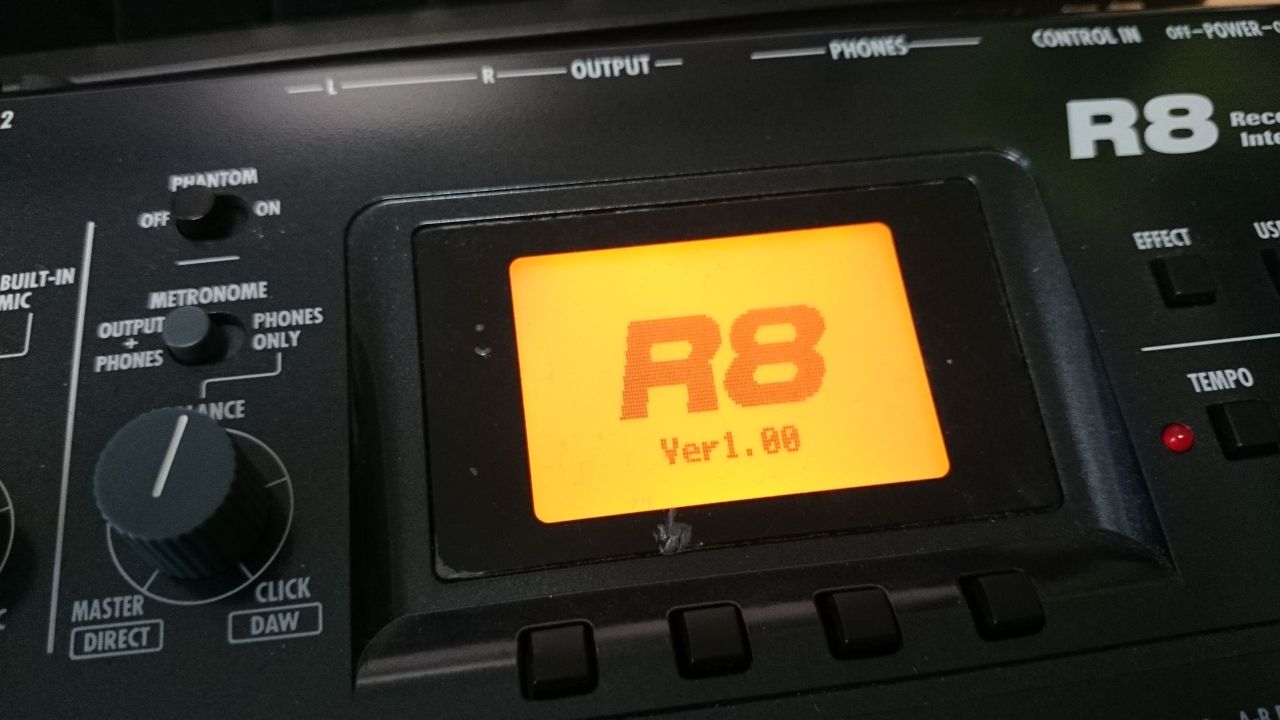 L R OUTPUT
PHONES
CONTROL IN
OFF-POWER-
2
R8
PHANTOM
OFF ON
BUILT-IN
MIC
METRONOME
OUTPUT
+
PHONES
PHONES
ONLY
MASTER
DIRECT
CLICK
DAW
R8
Ver1.00
EFFECT
TEMPO